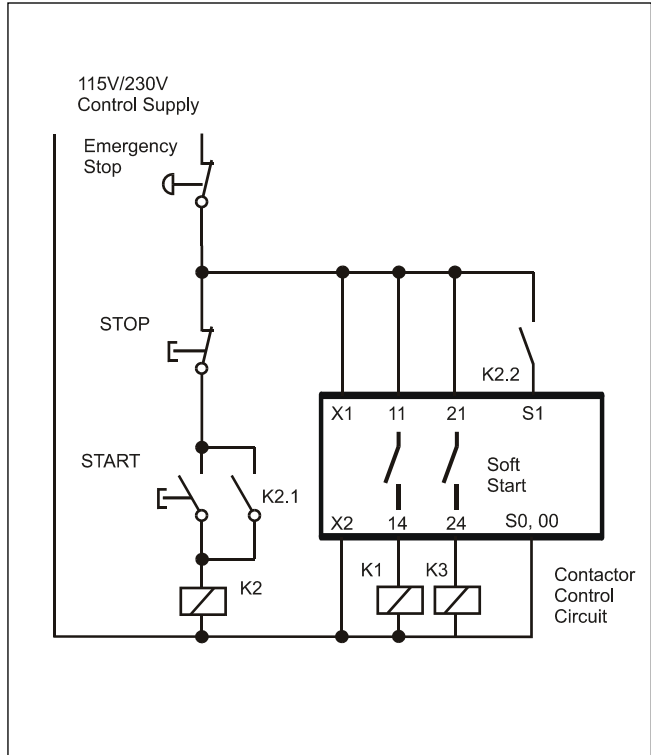 115V/230V
Control Supply
Emergency
Stop
STOP
K2.2
X1 11 21 S1
START
K2.1
Soft
Start
X2 14 24 S0, 00
K2
K1 K3
Contactor
Control
Circuit